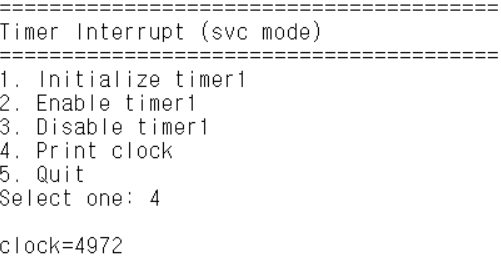 ========================================
Timer Interrupt (svc mode)
========================================
1. Initialize timer1
2. Enable timer1
3. Disable timer1
4. Print clock
5. Quit
Select one: 4
clock=4972